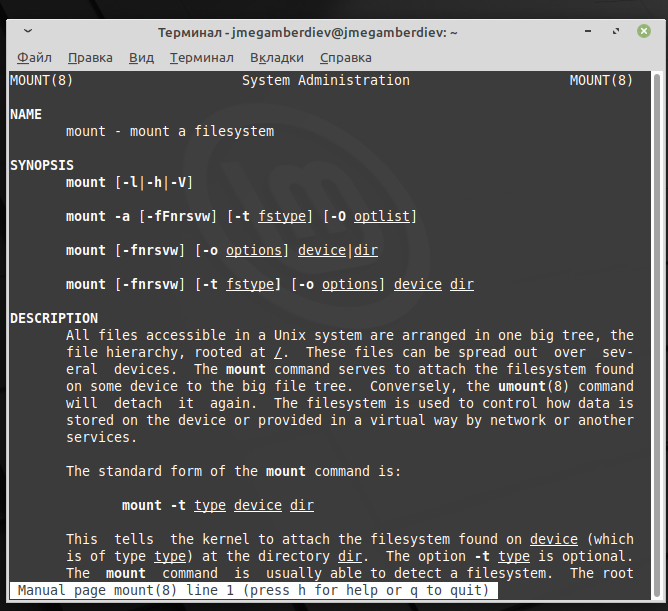 Терминал - jmegamberdiev@jmegamberdiev: ~
Файл Правка Вид Терминал Вкладки Справка
MOUNT(8) System Administration MOUNT(8)
NAME
mount - mount a filesystem
SYNOPSIS
mount [-l|-h|-V]
mount -a [-fFnrsvw] [-t fstype] [-O optlist]
mount [-fnrsvw] [-o options] device|dir
mount [-fnrsvw] [-t fstype] [-o options] device dir
DESCRIPTION
All files accessible in a Unix system are arranged in one big tree, the
file hierarchy, rooted at /. These files can be spread out over sev-
eral devices. The mount command serves to attach the filesystem found
on some device to the big file tree. Conversely, the umount(8) command
will detach it again. The filesystem is used to control how data is
stored on the device or provided in a virtual way by network or another
services.
The standard form of the mount command is:
mount -t type device dir
This tells the kernel to attach the filesystem found on device (which
is of type type) at the directory dir. The option -t type is optional.
The mount command is usually able to detect a filesystem. The root
Manual page mount(8) line 1 (press h for help or q to quit)